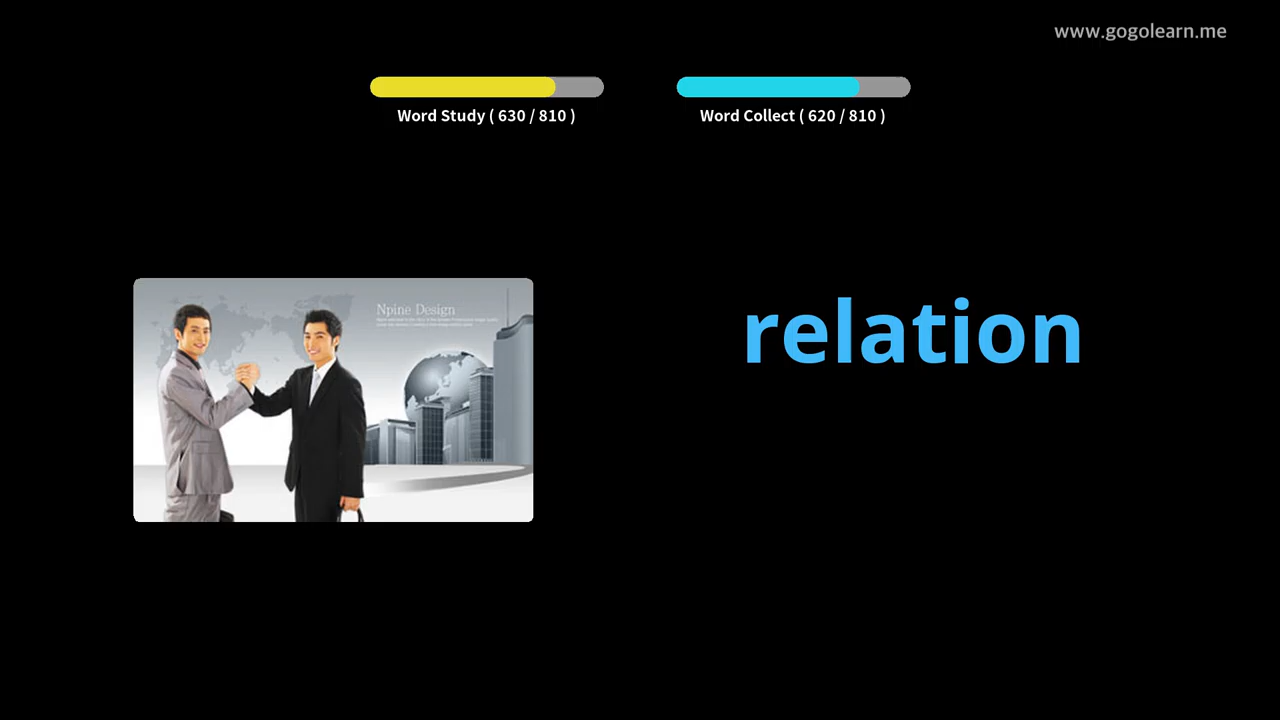 www.gogolearn.me
Word Study ( 630 / 810 )
Word Collect ( 620 / 810 )
Npine Design
relation